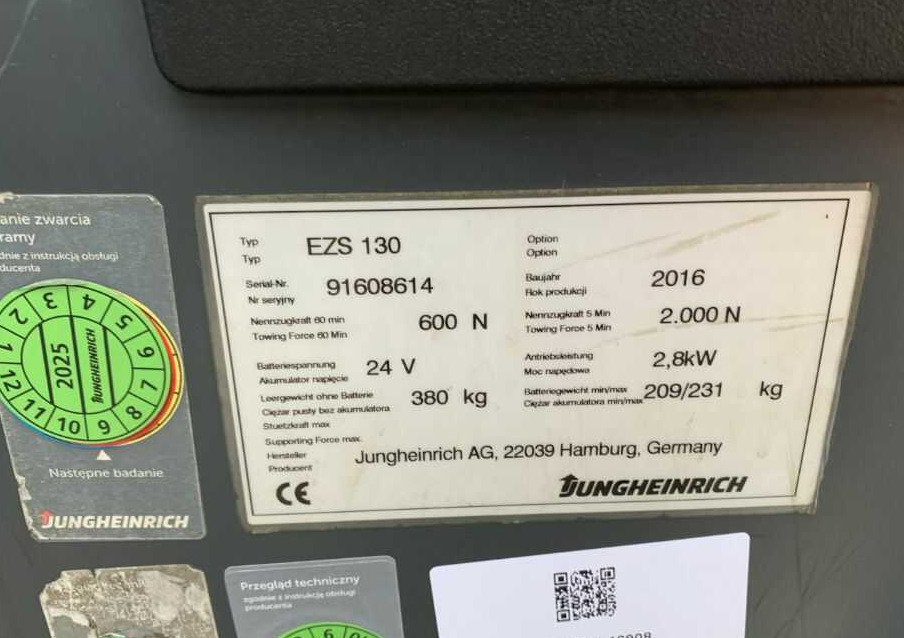 anie zwarcia
ramy
dnie z instrukcją obsługi
ducenta
1 2 3 4 5 6 7 8 9 10 11 12
2025
JUNGHEINRICH
Następne badanie
JUNGHEINRICH
Typ EZS 130 Option
Typ Option
Serial-Nr. 91608614 Baujahr 2016
Nr seryjny Rok produkcji
Nennzugkraft 60 min 600 N Nennzugkraft 5 Min 2.000 N
Towing Force 60 Min Towing Force 5 Min
Batteriespannung 24 V Antriebsleistung 2,8kW
Akumulator napięcie Moc napędowa
Leergewicht ohne Batterie 380 kg Batteriegewicht min/max 209/231 kg
Ciężar pusty bez akumulatora Ciężar akumulatora min/max
Stuetzkraft max
Supporting Force max.
Hersteller Jungheinrich AG, 22039 Hamburg, Germany
Producent
CE JUNGHEINRICH
Przegląd techniczny
zgodnie z instrukcją obsługi
producenta
6